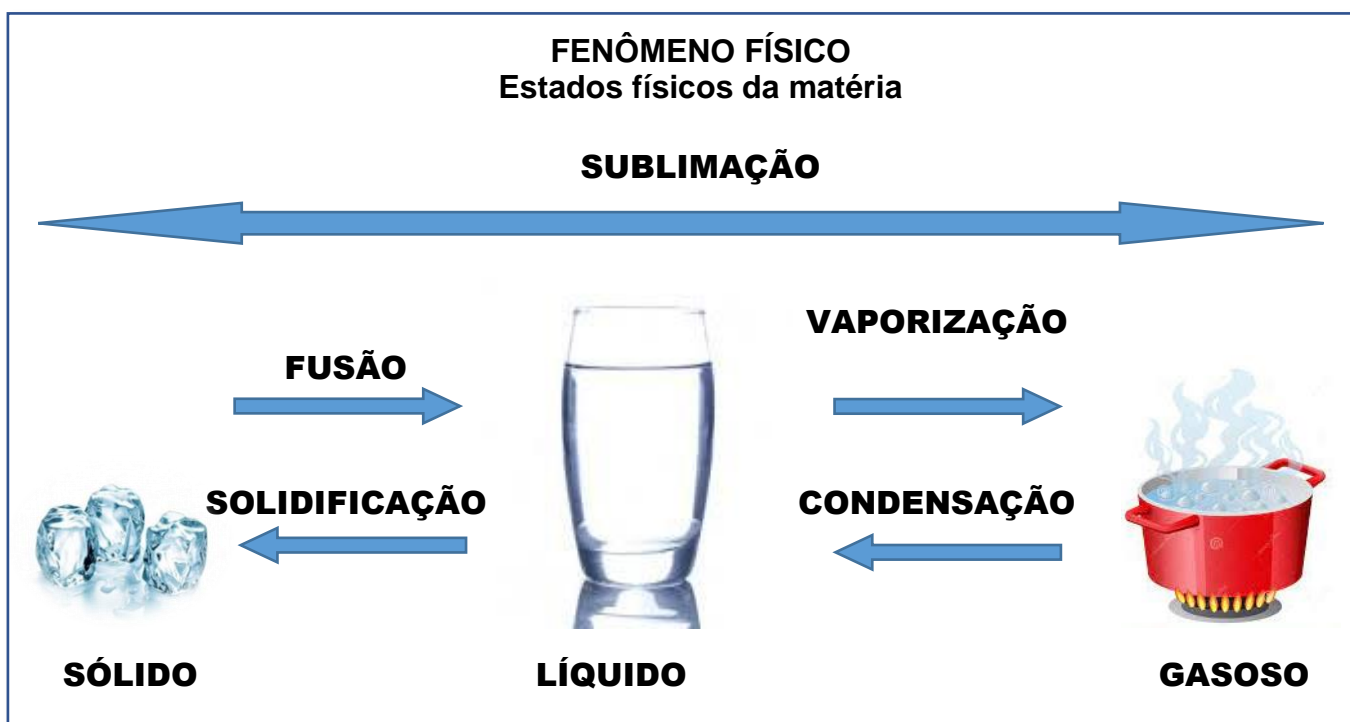 FENÔMENO FÍSICO
Estados físicos da matéria
SUBLIMAÇÃO
VAPORIZAÇÃO
FUSÃO
SOLIDIFICAÇÃO
CONDENSAÇÃO
SÓLIDO
LÍQUIDO
GASOSO